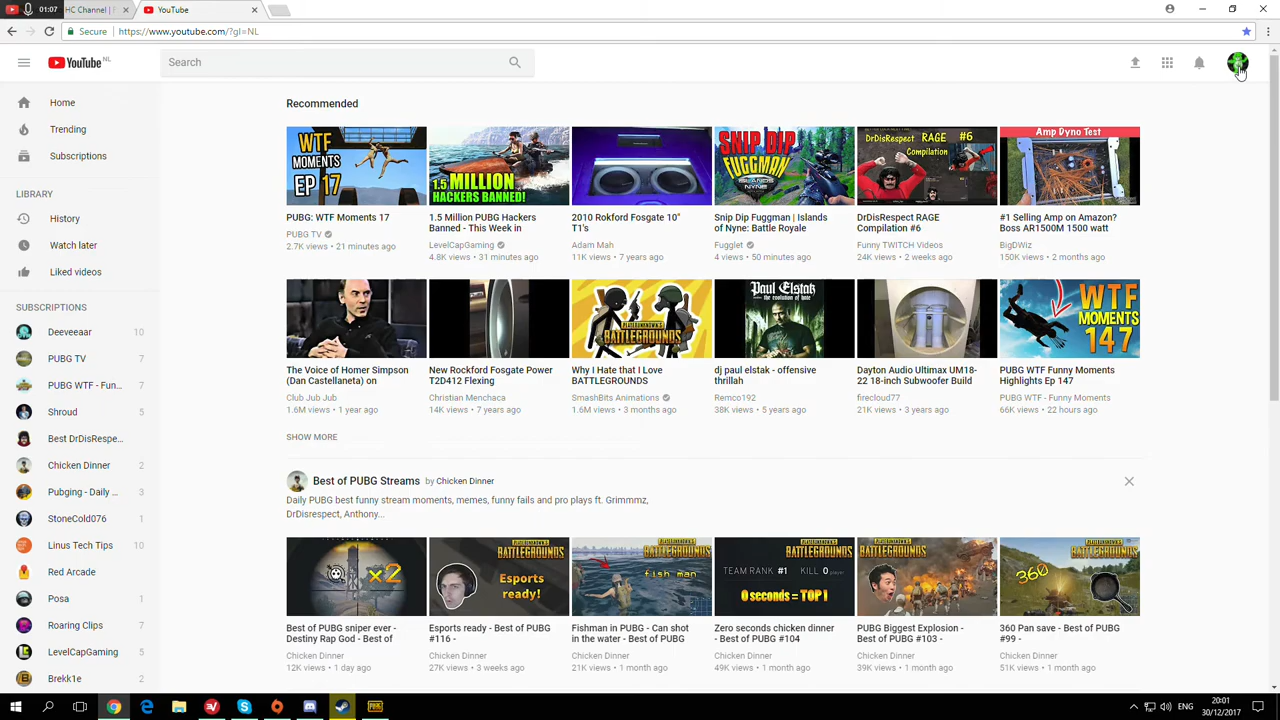 01:07
HC Channel |
YouTube
Secure
https://www.youtube.com/?gl=NL
YouTube NL
Search
Home
Trending
Subscriptions
LIBRARY
History
Watch later
Liked videos
SUBSCRIPTIONS
Deeveeaar 10
PUBG TV 7
PUBG WTF - Fun... 7
Shroud 5
Best DrDisRespe...
Chicken Dinner 2
Pubging - Daily ... 3
StoneCold076 1
Linus Tech Tips 10
Red Arcade
Posa 1
Roaring Clips 7
LevelCapGaming 5
Brekk1e 2
Recommended
WTF MOMENTS EP 17
PUBG: WTF Moments 17
PUBG TV
2.7K views • 21 minutes ago
1.5 MILLION HACKERS BANNED!
1.5 Million PUBG Hackers
Banned - This Week in
LevelCapGaming
4.8K views • 31 minutes ago
2010 Rokford Fosgate 10"
T1's
Adam Mah
11K views • 7 years ago
SNIP DIP FUGGMAN
ISLANDS NYNE
Snip Dip Fuggman | Islands
of Nyne: Battle Royale
Fugglet
4 views • 50 minutes ago
DrDisRespect RAGE #6
Compilation
DrDisRespect RAGE
Compilation #6
Funny TWITCH Videos
24K views • 2 weeks ago
Amp Dyno Test
#1 Selling Amp on Amazon?
Boss AR1500M 1500 watt
BigDWiz
150K views • 2 months ago
The Voice of Homer Simpson
(Dan Castellaneta) on
Club Jub Jub
1.6M views • 1 year ago
New Rockford Fosgate Power
T2D412 Flexing
Christian Menchaca
14K views • 7 years ago
BATTLEGROUNDS
Why I Hate that I Love
BATTLEGROUNDS
SmashBits Animations
1.6M views • 3 months ago
Paul Elstak
the evolution of hate
dj paul elstak - offensive
thrillah
Remco192
38K views • 5 years ago
Dayton Audio Ultimax UM18-
22 18-inch Subwoofer Build
firecloud77
21K views • 3 years ago
WTF MOMENTS 147
PUBG WTF Funny Moments
Highlights Ep 147
PUBG WTF - Funny Moments
66K views • 22 hours ago
SHOW MORE
Best of PUBG Streams by Chicken Dinner
Daily PUBG best funny stream moments, memes, funny fails and pro plays ft. Grimmmz,
DrDisrespect, Anthony...
x2
Best of PUBG sniper ever -
Destiny Rap God - Best of
Chicken Dinner
12K views • 1 day ago
BATTLEGROUNDS
Esports ready!
Esports ready - Best of PUBG
#116 -
Chicken Dinner
27K views • 3 weeks ago
BATTLEGROUNDS
fish man
Fishman in PUBG - Can shot
in the water - Best of PUBG
Chicken Dinner
21K views • 1 month ago
BATTLEGROUNDS
TEAM RANK #1 KILL 0 player
0 seconds = TOP1
Zero seconds chicken dinner
- Best of PUBG #104
Chicken Dinner
49K views • 1 month ago
BATTLEGROUNDS
PUBG Biggest Explosion -
Best of PUBG #103 -
Chicken Dinner
39K views • 1 month ago
BATTLEGROUNDS
360
360 Pan save - Best of PUBG
#99 -
Chicken Dinner
51K views • 1 month ago
ENG
20:01
30/12/2017